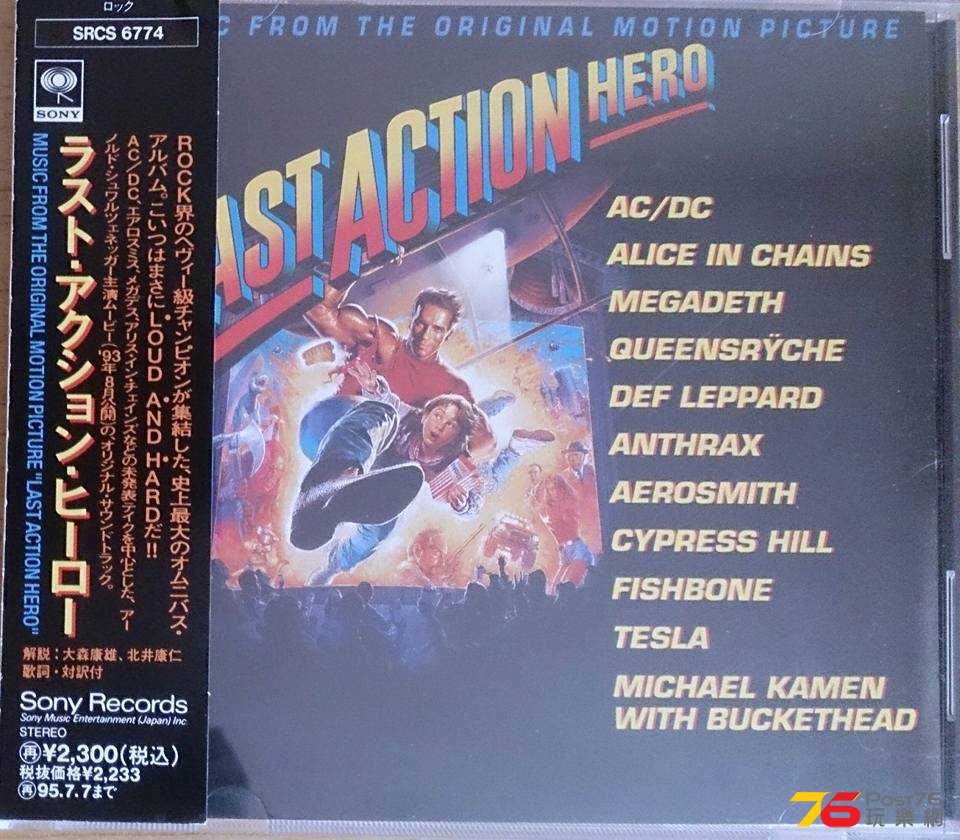 ロック
SRCS 6774
SONY
ラスト・アクション・ヒーロー
MUSIC FROM THE ORIGINAL MOTION PICTURE "LAST ACTION HERO"
ROCK界のヘヴィー級チャンピオンが集結した、史上最大のオムニバス・
アルバム。こいつはまさにLOUD AND HARDだ!!
AC/DC、エアロスミス、メガデス、アリス・イン・チェインズなどの未発表テイクを中心とした、アー
ノルド・シュワルツェネッガー主演ムービー('93年8月公開)の、オリジナル・サウンドトラック。
解説:大森康雄、北井康仁
歌詞・対訳付
Sony Records
Sony Music Entertainment (Japan) Inc.
STEREO
再¥2,300(税込)
税抜価格¥2,233
再95.7.7まで
C FROM THE ORIGINAL MOTION PICTURE
AST ACTION HERO
AC/DC
ALICE IN CHAINS
MEGADETH
QUEENSRŸCHE
DEF LEPPARD
ANTHRAX
AEROSMITH
CYPRESS HILL
FISHBONE
TESLA
MICHAEL KAMEN
WITH BUCKETHEAD
76 Post76
玩樂網